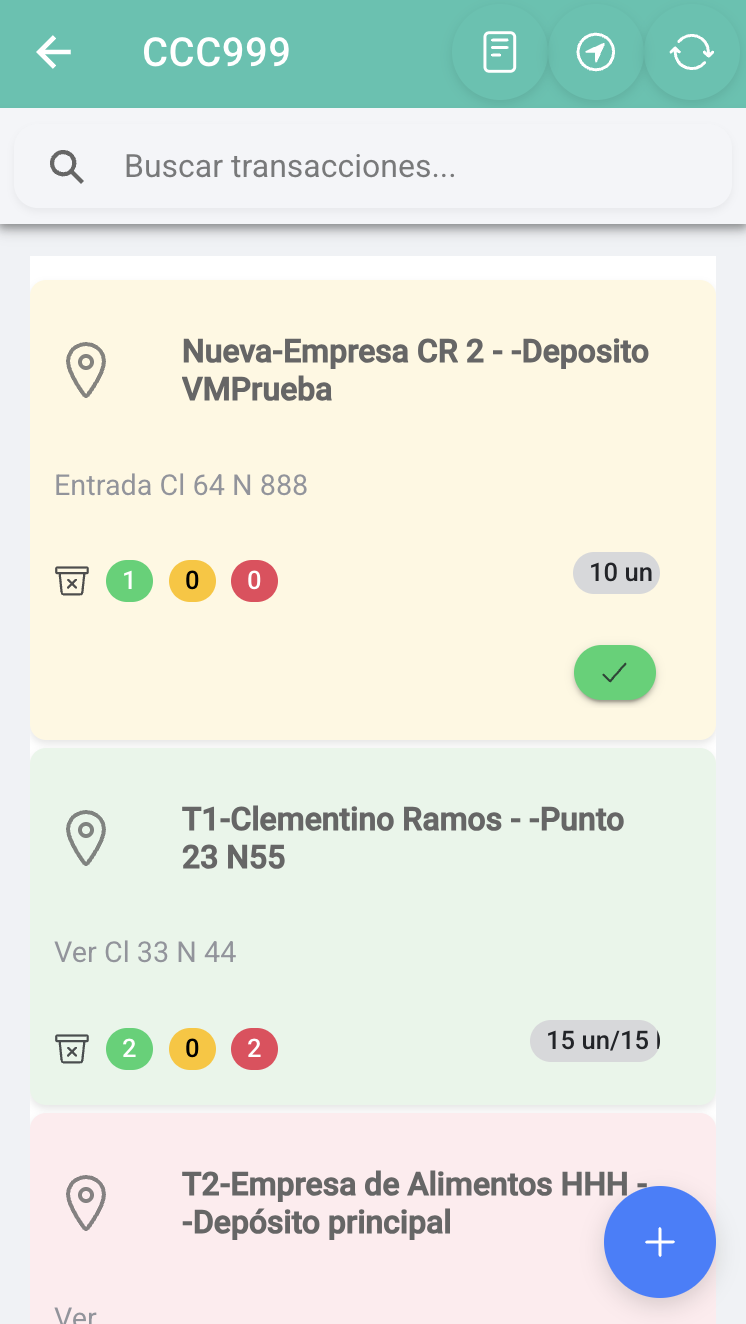 CCC999
Buscar transacciones...
Nueva-Empresa CR 2 - -Deposito
VMPrueba
Entrada Cl 64 N 888
1 0 0 10 un
T1-Clementino Ramos - -Punto
23 N55
Ver Cl 33 N 44
2 0 2 15 un/15
T2-Empresa de Alimentos HHH -
-Depósito principal
Ver